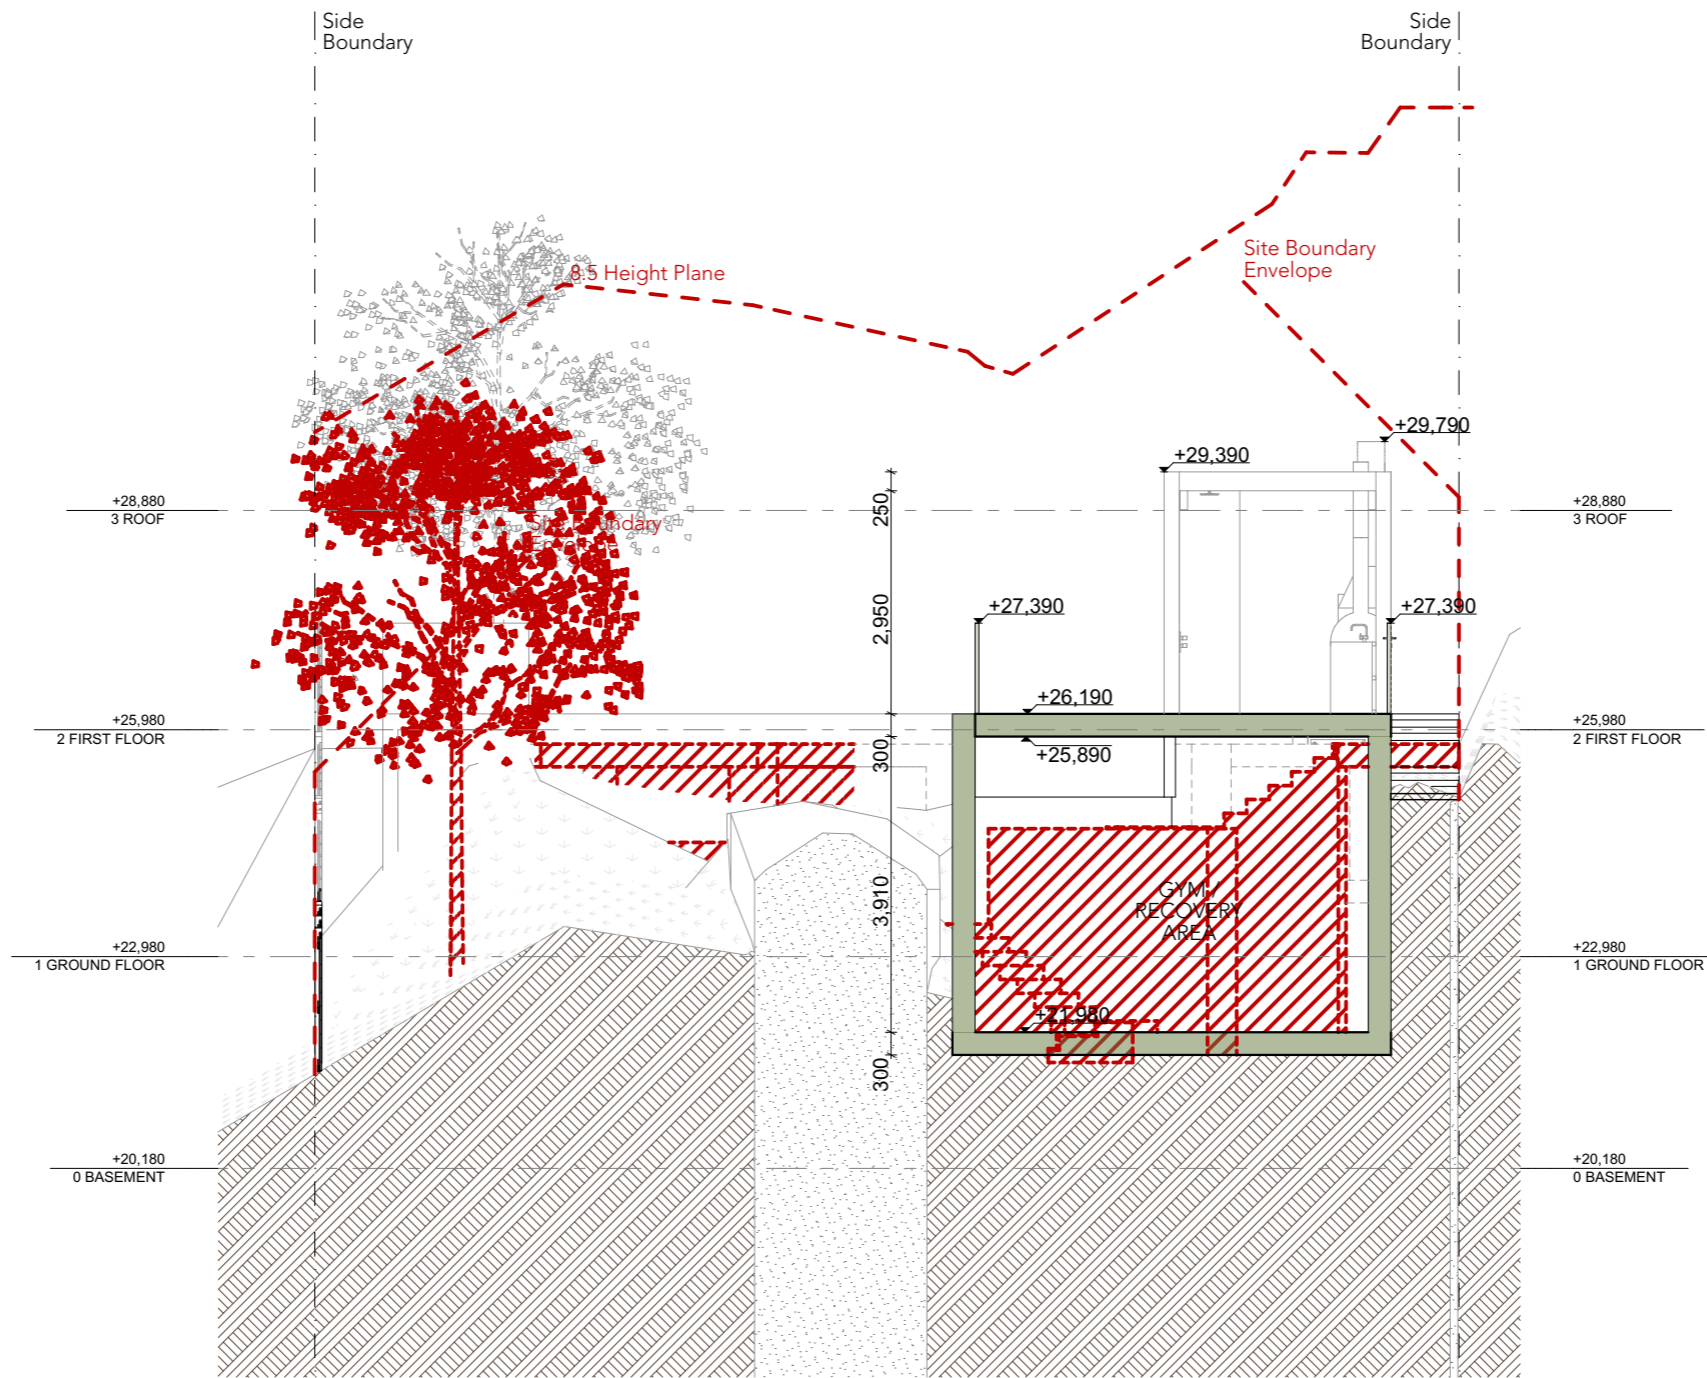 Side
Boundary
Side
Boundary
8.5 Height Plane
Site Boundary
Envelope
+29,790
+29,390
+28,880
3 ROOF
250
+28,880
3 ROOF
Site Boundary
Envelope
+27,390
+27,390
2,950
+26,190
+25,980
2 FIRST FLOOR
+25,980
2 FIRST FLOOR
300
+25,890
3,910
GYM /
RECOVERY
AREA
+22,980
1 GROUND FLOOR
+22,980
1 GROUND FLOOR
+21,980
300
+20,180
0 BASEMENT
+20,180
0 BASEMENT